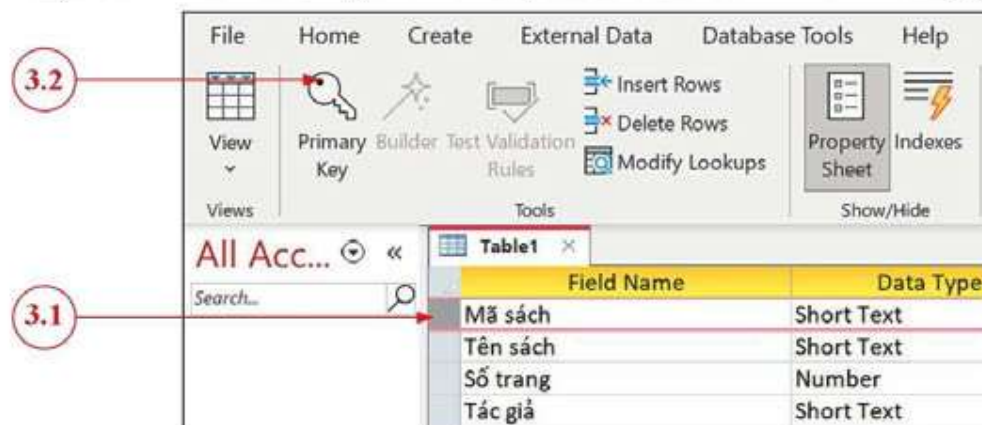 File Home Create External Data Database Tools Help
3.2
View
Primary Key
Builder
Test Validation Rules
Insert Rows
Delete Rows
Modify Lookups
Property Sheet
Indexes
Views
Tools
Show/Hide
All Acc...
Search...
3.1
Table1
Field Name Data Type
Mã sách Short Text
Tên sách Short Text
Số trang Number
Tác giả Short Text